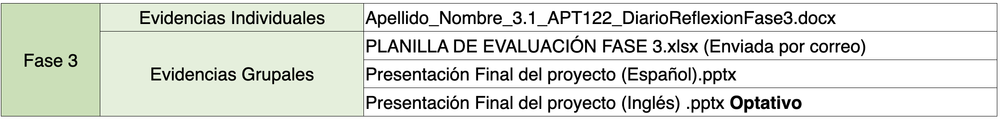 Fase 3
Evidencias Individuales
Apellido_Nombre_3.1_APT122_DiarioReflexionFase3.docx
Evidencias Grupales
PLANILLA DE EVALUACIÓN FASE 3.xlsx (Enviada por correo)
Presentación Final del proyecto (Español).pptx
Presentación Final del proyecto (Inglés) .pptx Optativo